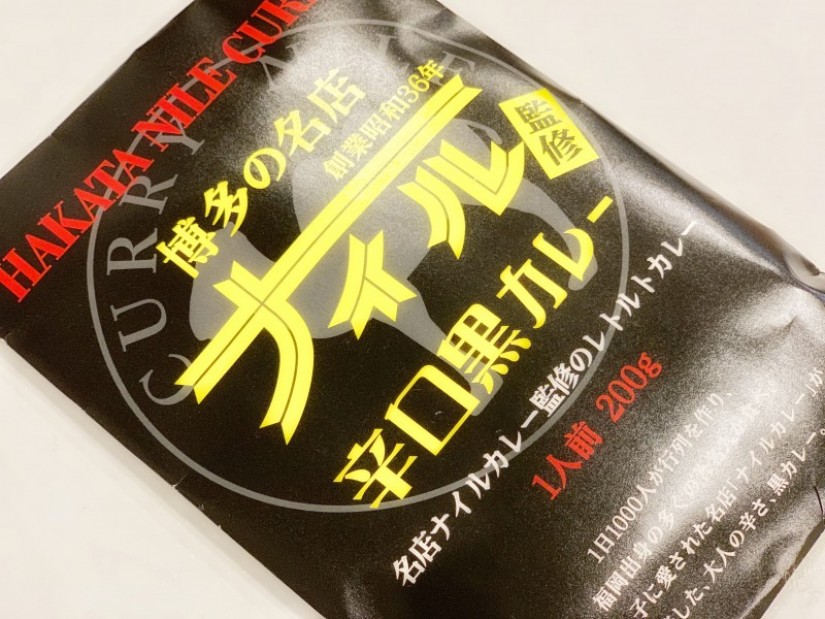 HAKATA NILE CUR
CURRY
博多の名店
創業昭和36年
ナイル
監修
辛口黒カレー
名店ナイルカレー監修のレトルトカレー
1人前 200g
1日1000人が行列を作り、
福岡出身の多く
子に愛された名店「ナイルカレー」が
した、大人の辛さ、黒カレー。